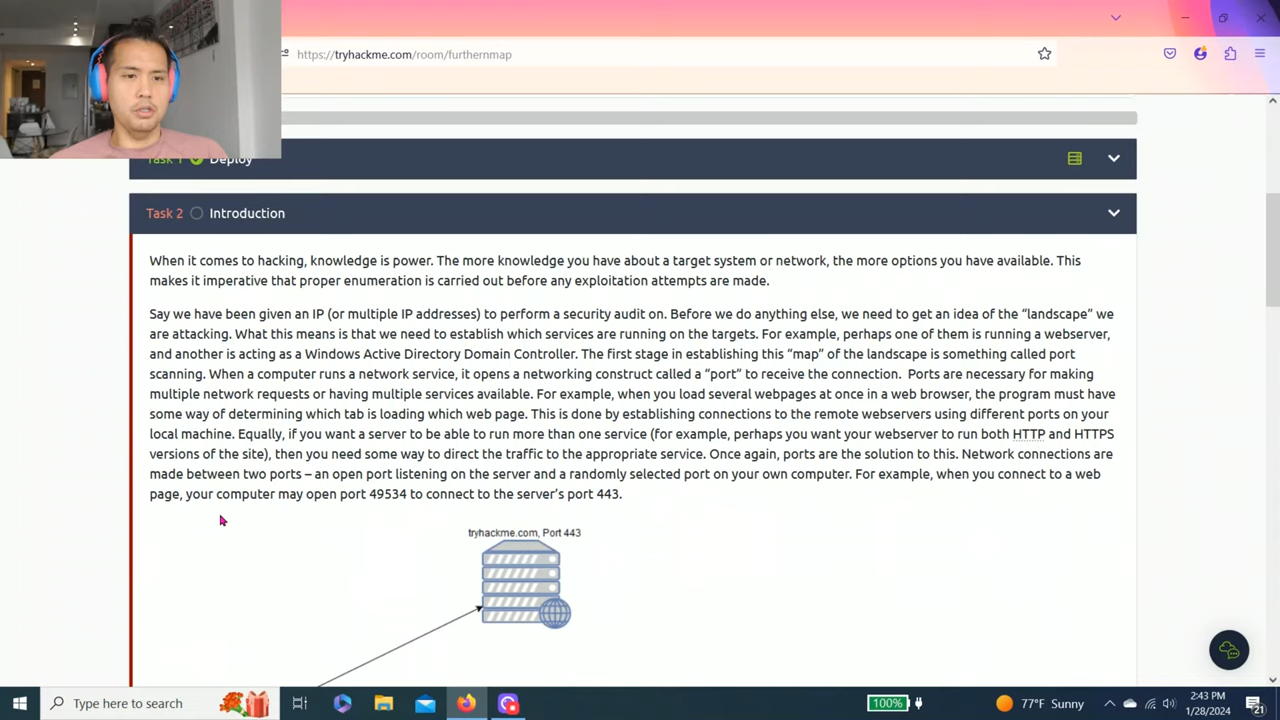 https://tryhackme.com/room/furthernmap
Task 1 Deploy
Task 2 Introduction
When it comes to hacking, knowledge is power. The more knowledge you have about a target system or network, the more options you have available. This
makes it imperative that proper enumeration is carried out before any exploitation attempts are made.
Say we have been given an IP (or multiple IP addresses) to perform a security audit on. Before we do anything else, we need to get an idea of the “landscape” we
are attacking. What this means is that we need to establish which services are running on the targets. For example, perhaps one of them is running a webserver,
and another is acting as a Windows Active Directory Domain Controller. The first stage in establishing this “map” of the landscape is something called port
scanning. When a computer runs a network service, it opens a networking construct called a “port” to receive the connection.  Ports are necessary for making
multiple network requests or having multiple services available. For example, when you load several webpages at once in a web browser, the program must have
some way of determining which tab is loading which web page. This is done by establishing connections to the remote webservers using different ports on your
local machine. Equally, if you want a server to be able to run more than one service (for example, perhaps you want your webserver to run both HTTP and HTTPS
versions of the site), then you need some way to direct the traffic to the appropriate service. Once again, ports are the solution to this. Network connections are
made between two ports – an open port listening on the server and a randomly selected port on your own computer. For example, when you connect to a web
page, your computer may open port 49534 to connect to the server’s port 443.
tryhackme.com, Port 443
Type here to search
100%
77°F Sunny
2:43 PM
1/28/2024
21